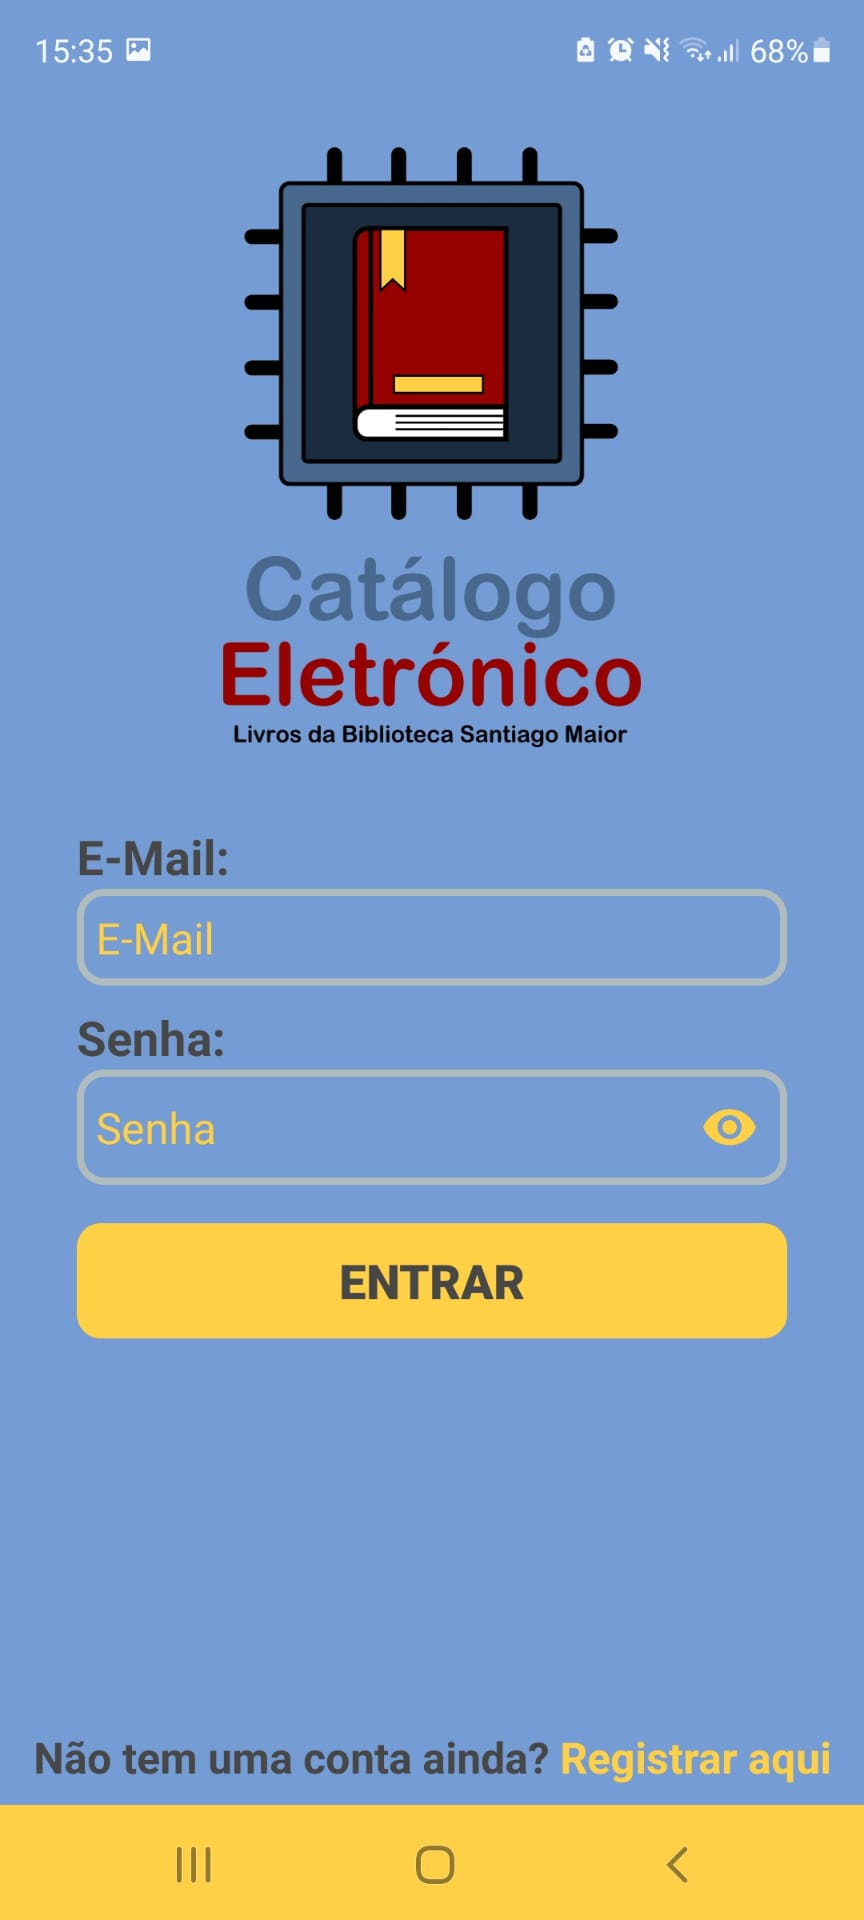 15:35
68%
Catálogo
Eletrónico
Livros da Biblioteca Santiago Maior
E-Mail:
E-Mail
Senha:
Senha
ENTRAR
Não tem uma conta ainda? Registrar aqui